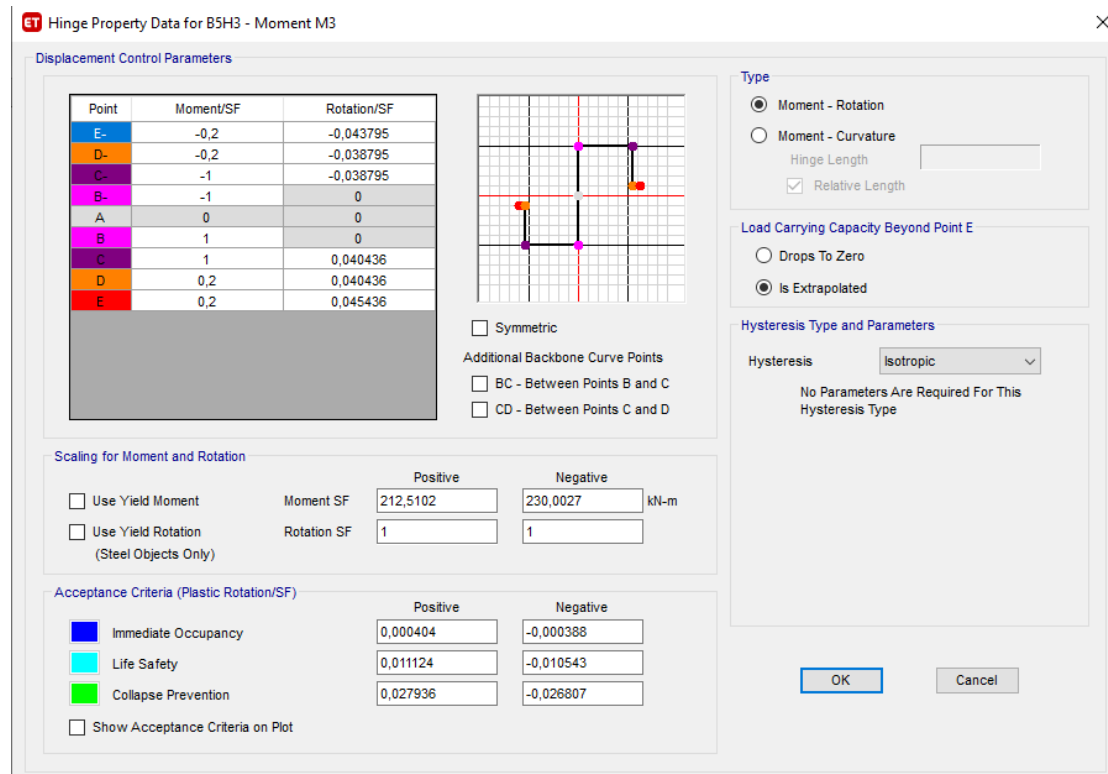 ET Hinge Property Data for B5H3 - Moment M3
Displacement Control Parameters
Point Moment/SF Rotation/SF
E- -0,2 -0,043795
D- -0,2 -0,038795
C- -1 -0,038795
B- -1 0
A 0 0
B 1 0
C 1 0,040436
D 0,2 0,040436
E 0,2 0,045436
Symmetric
Additional Backbone Curve Points
BC - Between Points B and C
CD - Between Points C and D
Scaling for Moment and Rotation
Positive Negative
Use Yield Moment Moment SF 212,5102 230,0027 kN-m
Use Yield Rotation Rotation SF 1 1
(Steel Objects Only)
Acceptance Criteria (Plastic Rotation/SF)
Positive Negative
Immediate Occupancy 0,000404 -0,000388
Life Safety 0,011124 -0,010543
Collapse Prevention 0,027936 -0,026807
Show Acceptance Criteria on Plot
Type
Moment - Rotation
Moment - Curvature
Hinge Length
Relative Length
Load Carrying Capacity Beyond Point E
Drops To Zero
Is Extrapolated
Hysteresis Type and Parameters
Hysteresis Isotropic
No Parameters Are Required For This
Hysteresis Type
OK Cancel